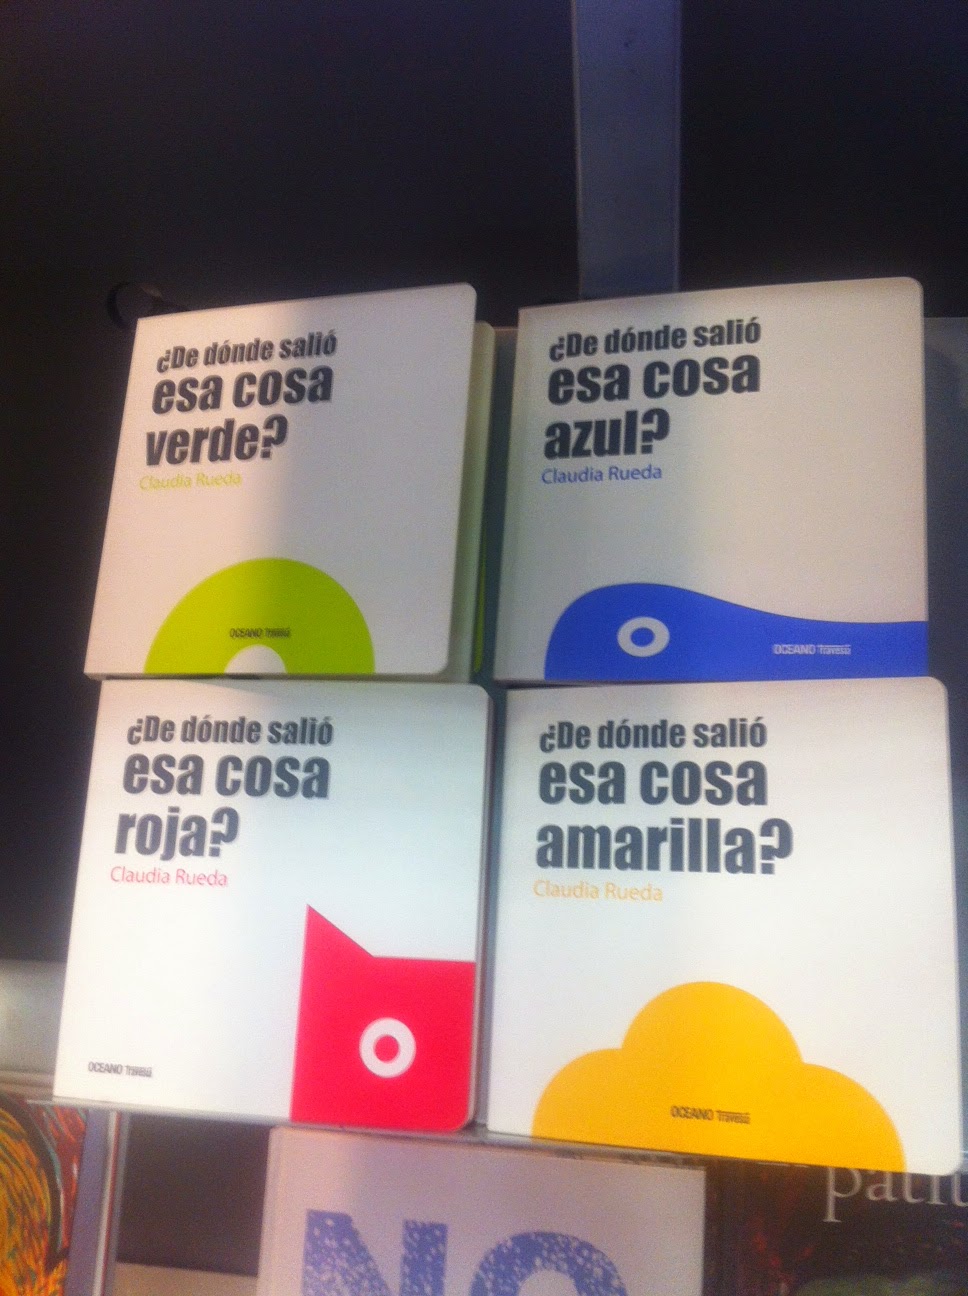 ¿De dónde salió
esa cosa
verde?
Claudia Rueda
OCEANO Travesía
¿De dónde salió
esa cosa
azul?
Claudia Rueda
OCEANO Travesía
¿De dónde salió
esa cosa
roja?
Claudia Rueda
OCEANO Travesía
¿De dónde salió
esa cosa
amarilla?
Claudia Rueda
OCEANO Travesía
NO